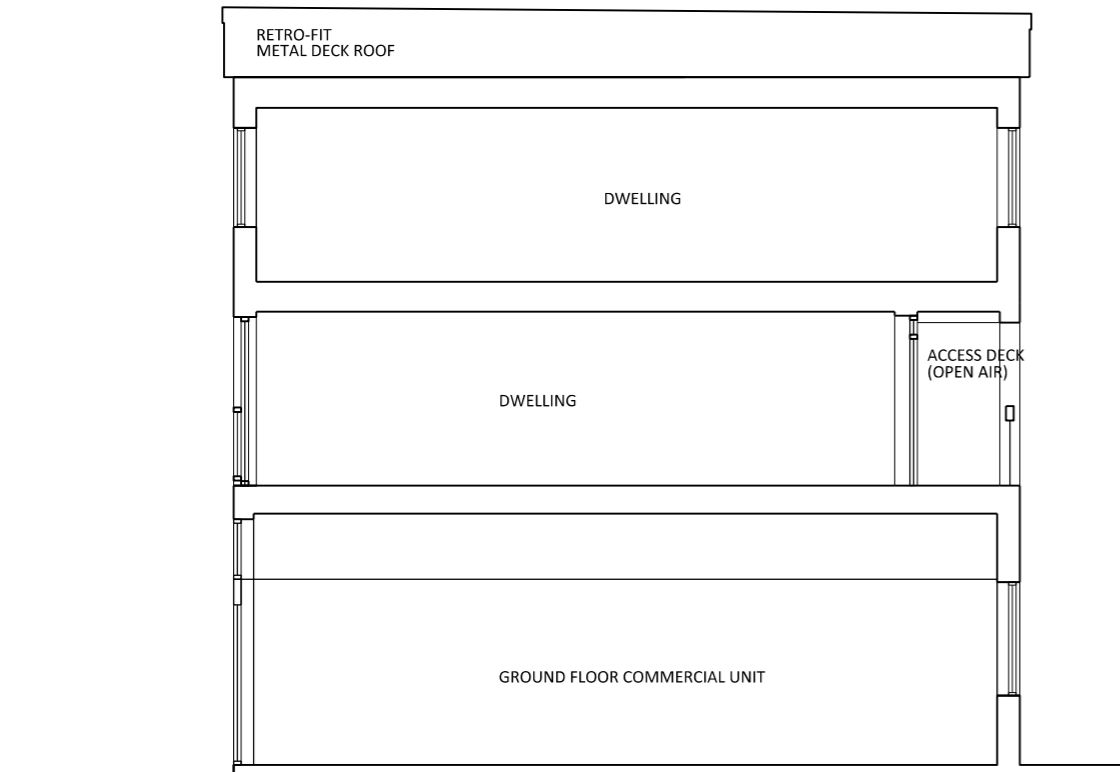 RETRO-FIT
METAL DECK ROOF
DWELLING
ACCESS DECK
(OPEN AIR)
DWELLING
GROUND FLOOR COMMERCIAL UNIT